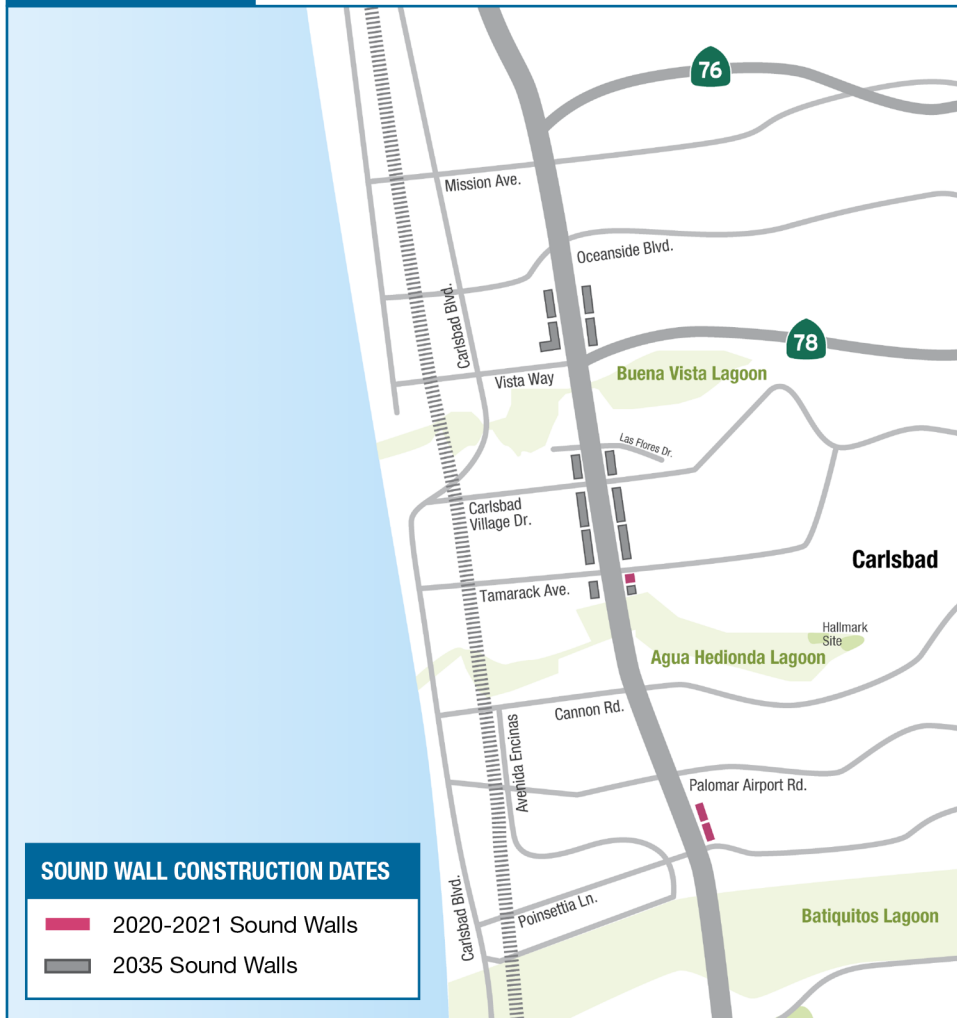 76
Mission Ave.
Oceanside Blvd.
Carlsbad Blvd.
78
Vista Way
Buena Vista Lagoon
Las Flores Dr.
Carlsbad
Village Dr.
Carlsbad
Tamarack Ave.
Hallmark
Site
Agua Hedionda Lagoon
Cannon Rd.
Avenida Encinas
Palomar Airport Rd.
SOUND WALL CONSTRUCTION DATES
2020-2021 Sound Walls
2035 Sound Walls
Carlsbad Blvd.
Poinsettia Ln.
Batiquitos Lagoon